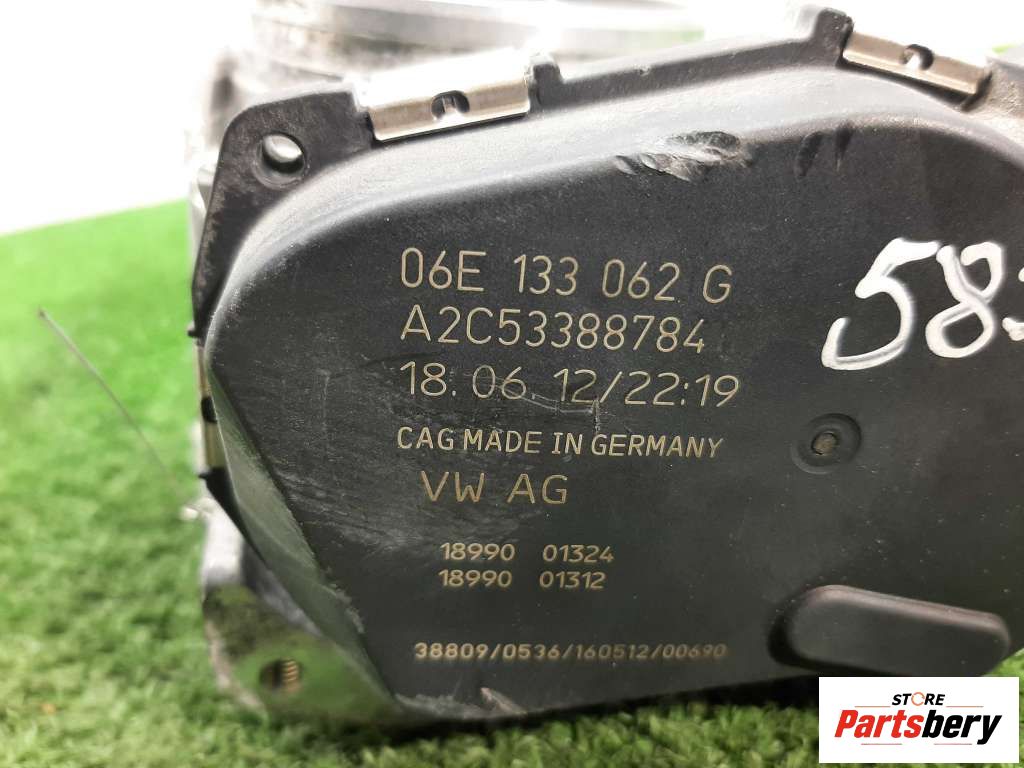 06E 133 062 G
A2C53388784
18.06.12/22:19
CAG MADE IN GERMANY
VW AG
18990 01324
18990 01312
38809/0536/160512/00690
STORE
Partsbery